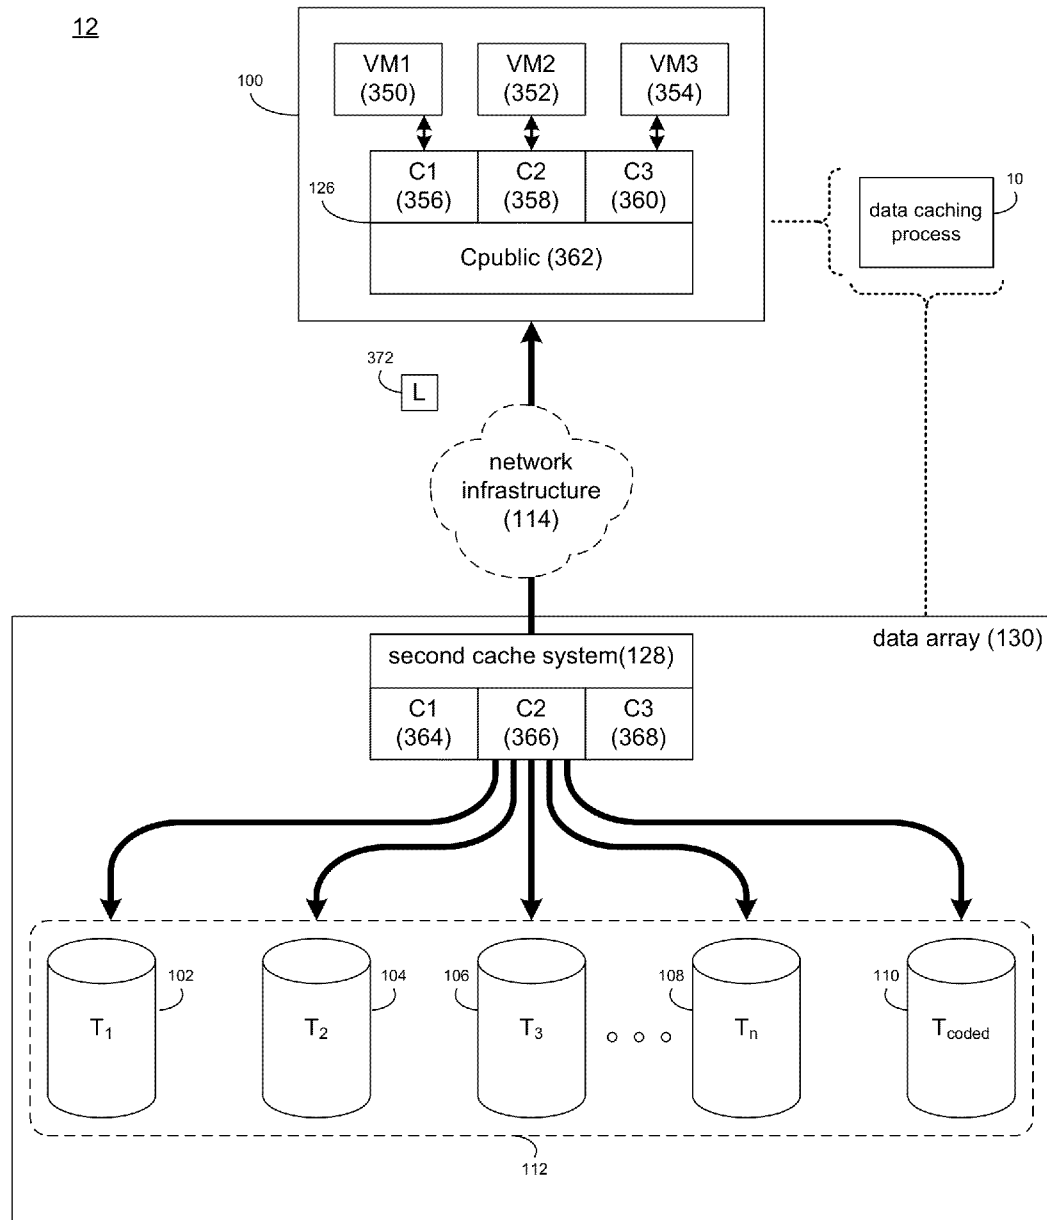 12
100
VM1
(350)
VM2
(352)
VM3
(354)
126
C1
(356)
C2
(358)
C3
(360)
Cpublic (362)
10
data caching
process
372
L
network
infrastructure
(114)
data array (130)
second cache system(128)
C1
(364)
C2
(366)
C3
(368)
102
104
106
108
110
T1
T2
T3
Tn
Tcoded
112